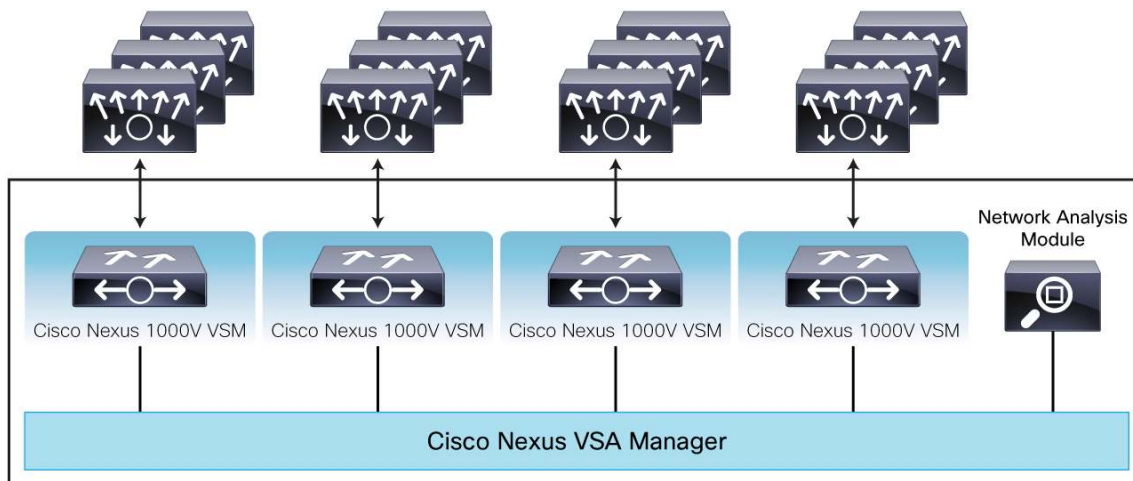 Network Analysis
Module
Cisco Nexus 1000V VSM
Cisco Nexus 1000V VSM
Cisco Nexus 1000V VSM
Cisco Nexus 1000V VSM
Cisco Nexus VSA Manager